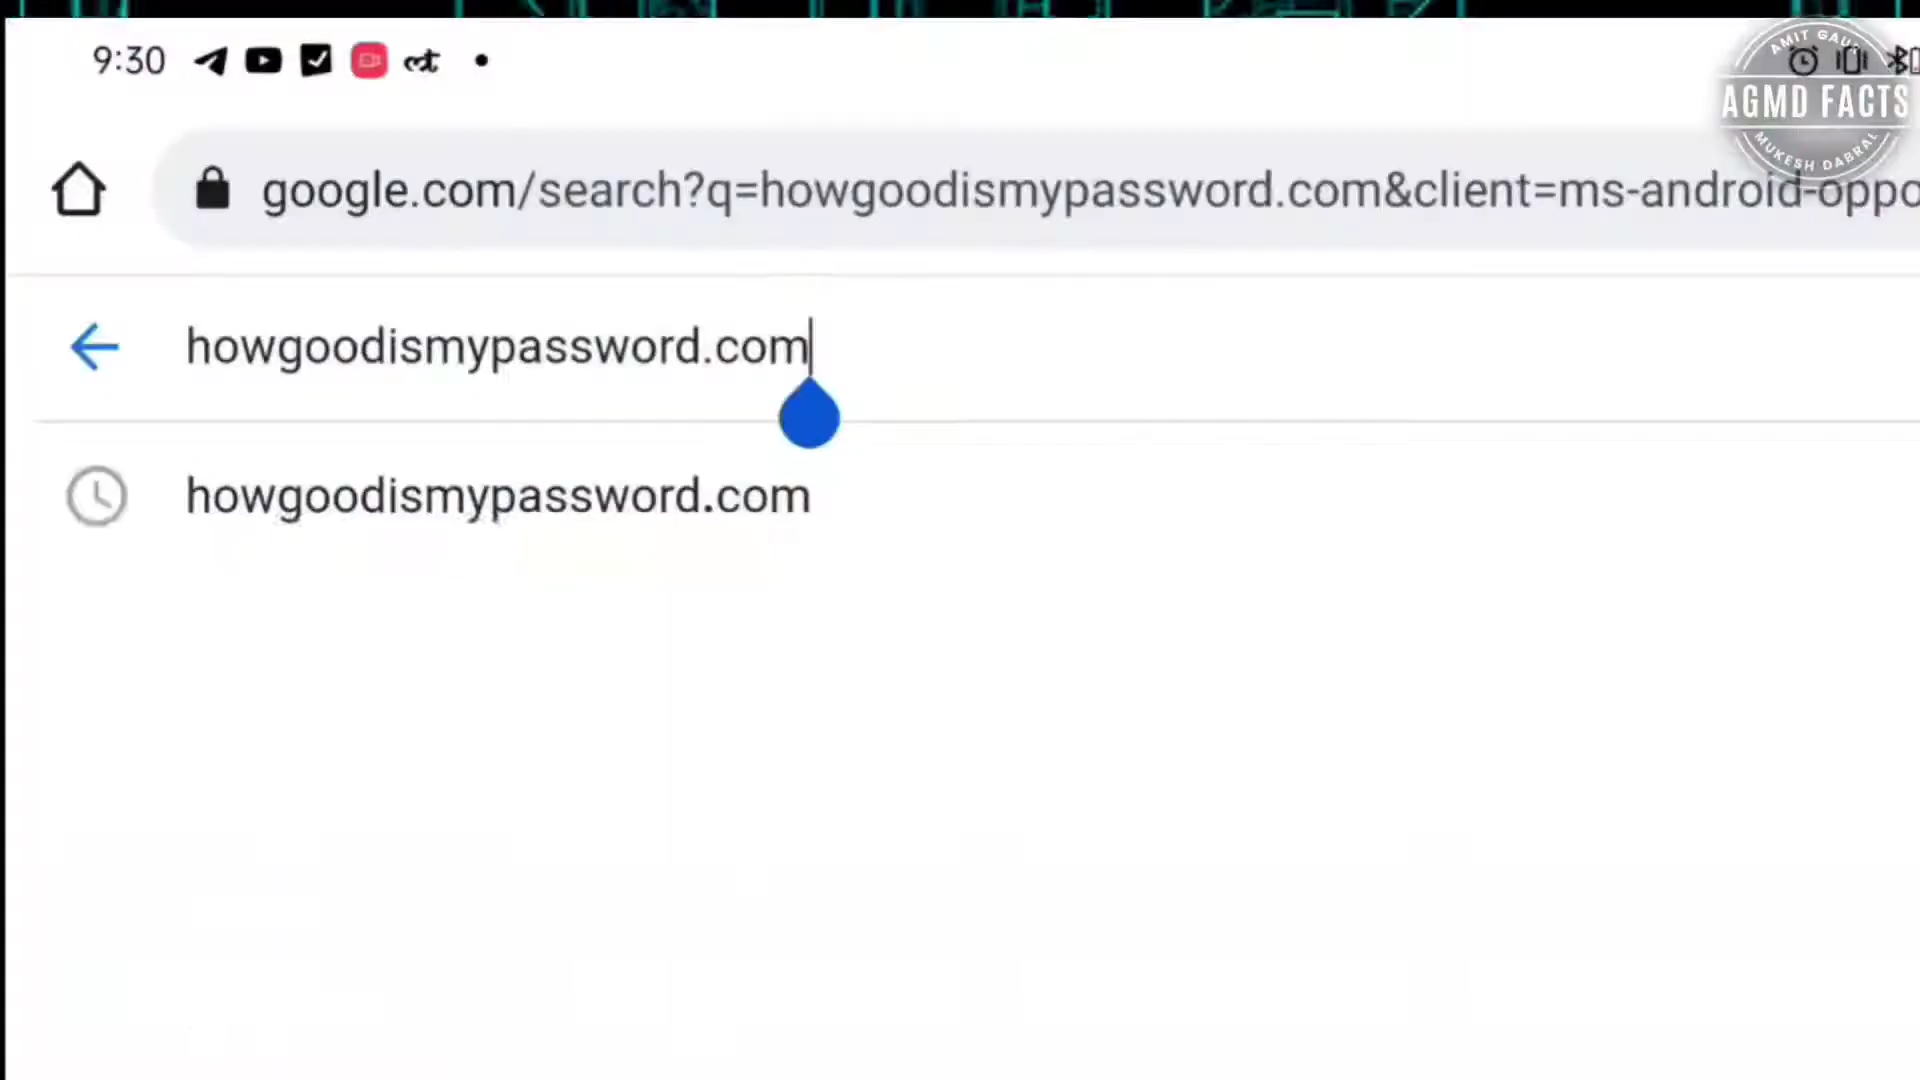 9:30
AMIT GAU
AGMD FACTS
MUKESH DABRAL
google.com/search?q=howgoodismypassword.com&client=ms-android-oppo
howgoodismypassword.com
howgoodismypassword.com